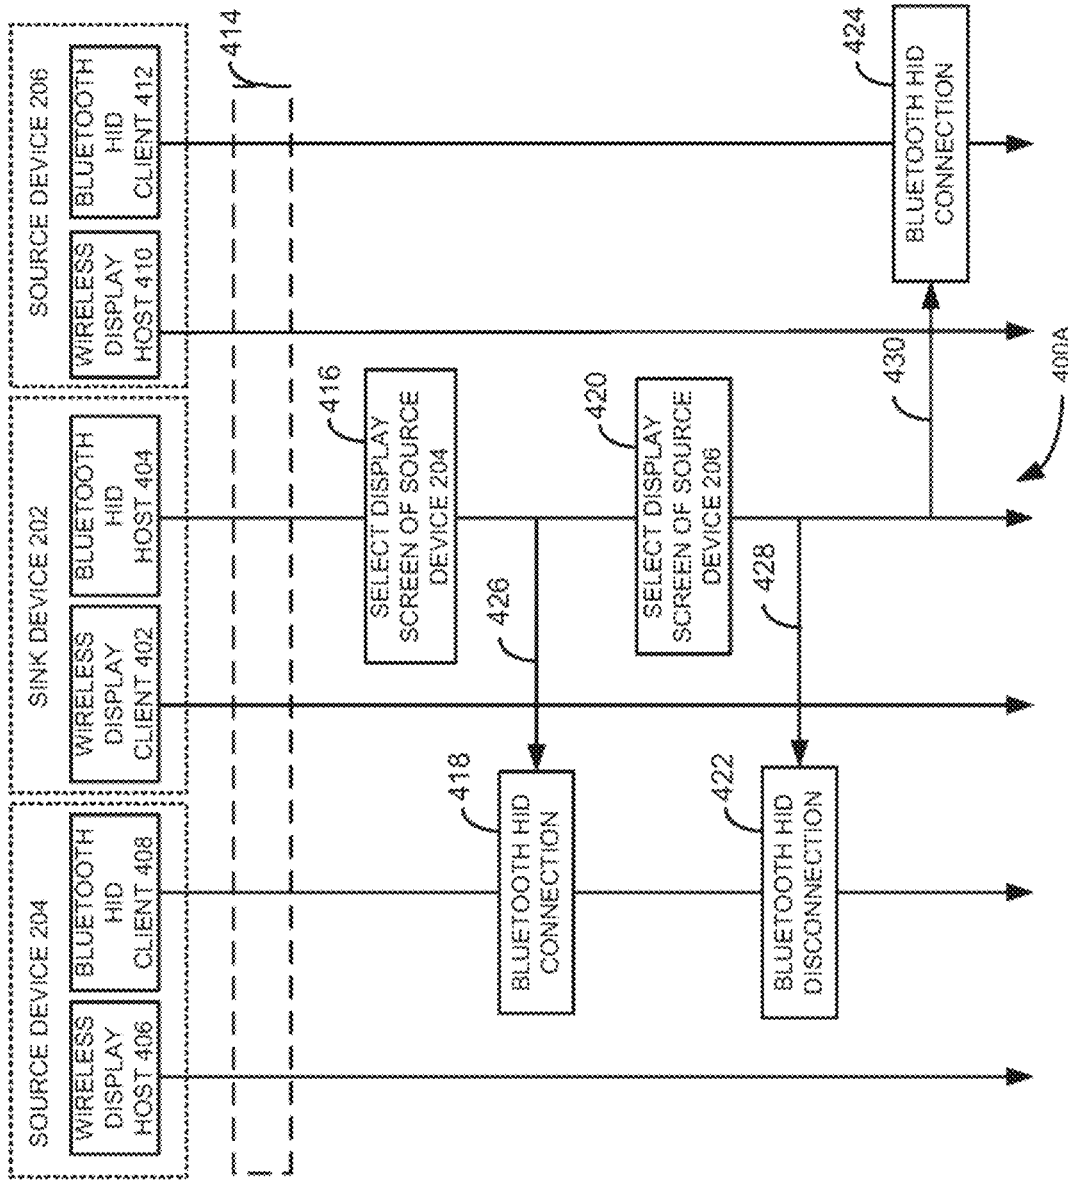 SOURCE DEVICE 204
WIRELESS
DISPLAY
HOST 406
BLUETOOTH
HID
CLIENT 408
SINK DEVICE 202
WIRELESS
DISPLAY
CLIENT 402
BLUETOOTH
HID
HOST 404
SOURCE DEVICE 206
WIRELESS
DISPLAY
HOST 410
BLUETOOTH
HID
CLIENT 412
414
SELECT DISPLAY
SCREEN OF SOURCE
DEVICE 204
416
BLUETOOTH HID
CONNECTION
418
426
SELECT DISPLAY
SCREEN OF SOURCE
DEVICE 206
420
BLUETOOTH HID
DISCONNECTION
422
428
430
BLUETOOTH HID
CONNECTION
424
400A